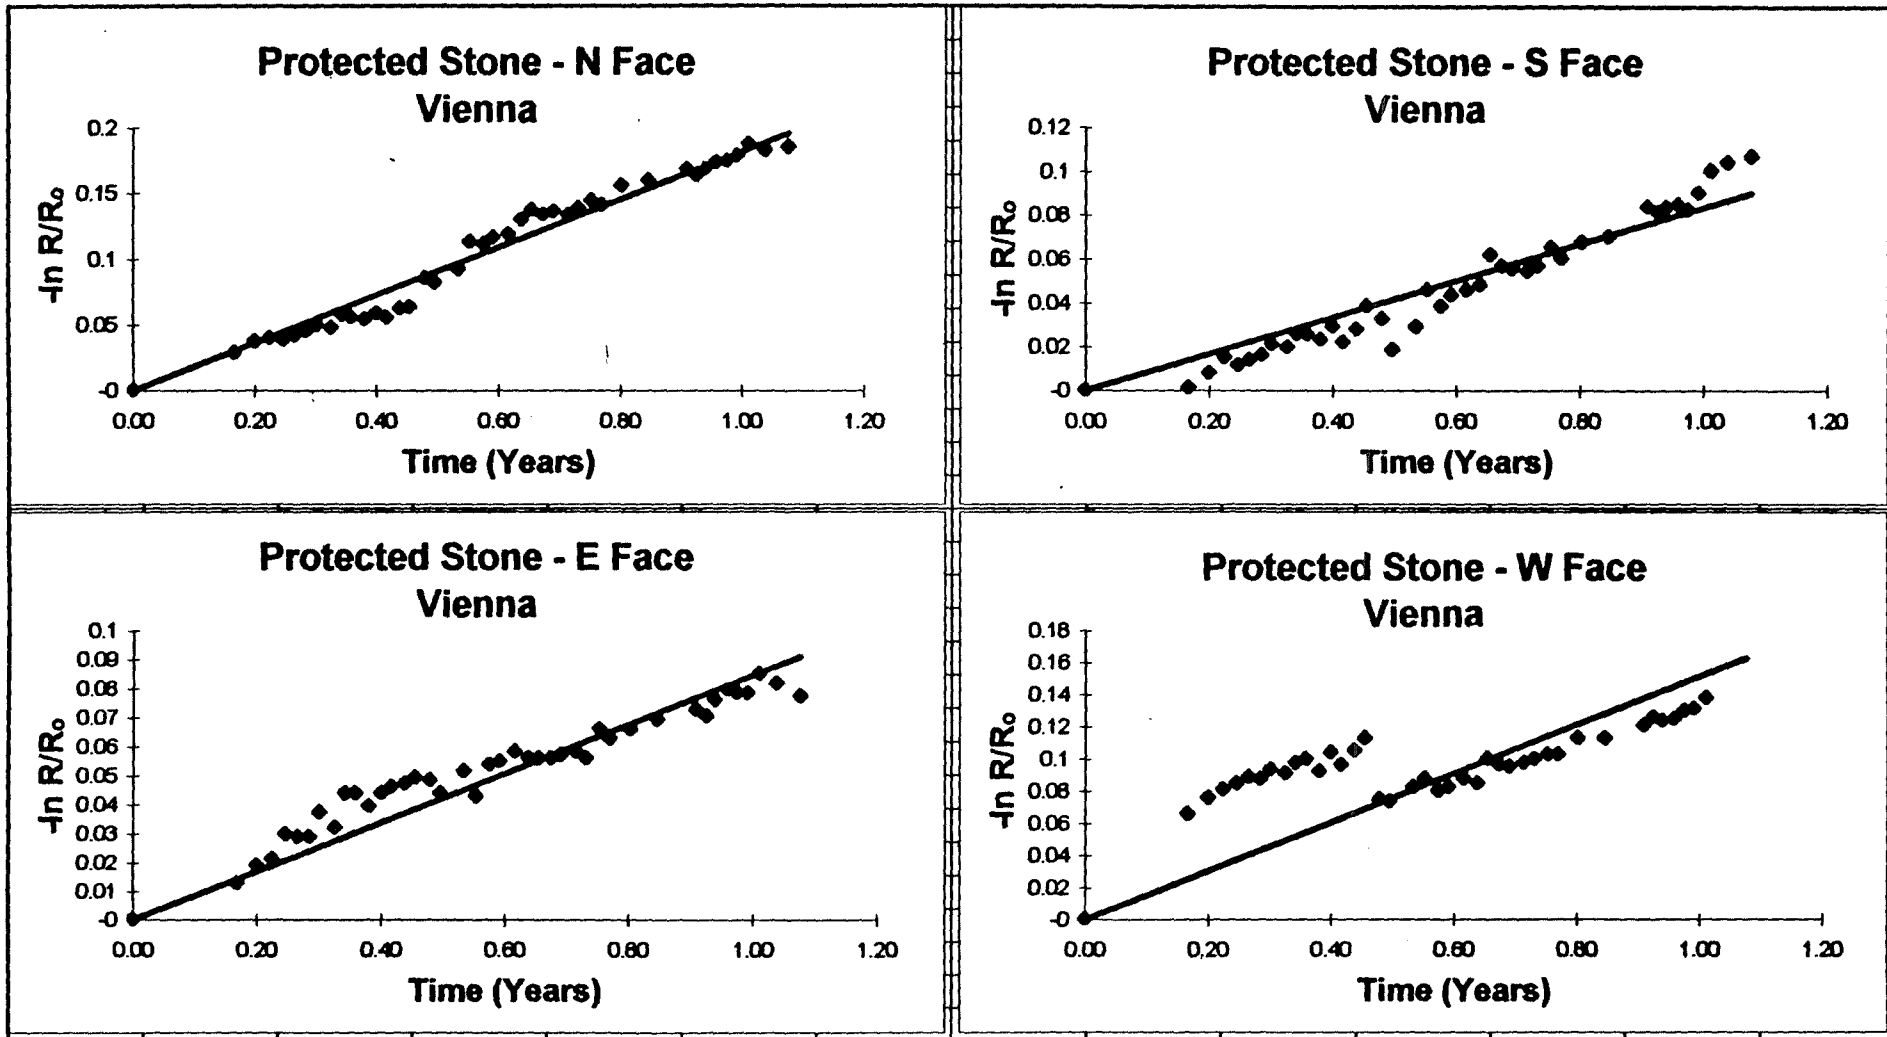 Protected Stone - N Face
Vienna
0.2
0.15
0.1
0.05
-0
-ln R/Ro
0.00 0.20 0.40 0.60 0.80 1.00 1.20
Time (Years)
Protected Stone - S Face
Vienna
0.12
0.1
0.08
0.06
0.04
0.02
-0
-ln R/Ro
0.00 0.20 0.40 0.60 0.80 1.00 1.20
Time (Years)
Protected Stone - E Face
Vienna
0.1
0.09
0.08
0.07
0.06
0.05
0.04
0.03
0.02
0.01
-0
-ln R/Ro
0.00 0.20 0.40 0.60 0.80 1.00 1.20
Time (Years)
Protected Stone - W Face
Vienna
0.18
0.16
0.14
0.12
0.1
0.08
0.06
0.04
0.02
-0
-ln R/Ro
0.00 0.20 0.40 0.60 0.80 1.00 1.20
Time (Years)